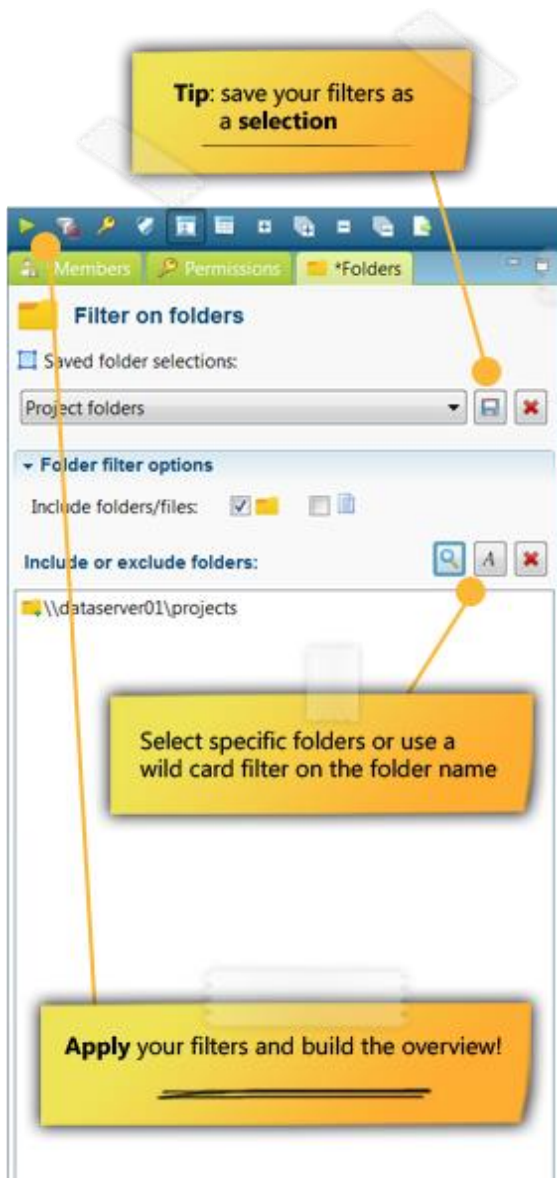 Tip: save your filters as
a selection
Members
Permissions
*Folders
Filter on folders
Saved folder selections:
Project folders
Folder filter options
Include folders/files:
Include or exclude folders:
A
\\dataserver01\projects
Select specific folders or use a
wild card filter on the folder name
Apply your filters and build the overview!